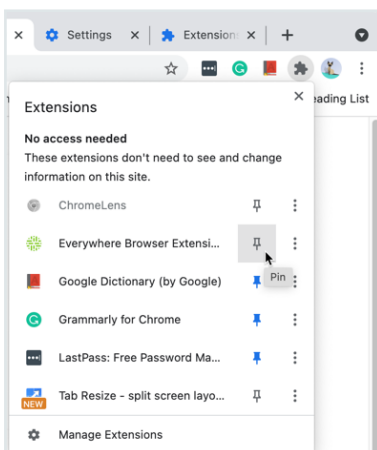 Settings
Extension
eading List
Extensions
No access needed
These extensions don't need to see and change
information on this site.
ChromeLens
Everywhere Browser Extensi...
Pin
Google Dictionary (by Google)
Grammarly for Chrome
LastPass: Free Password Ma...
Tab Resize - split screen layo...
NEW
Manage Extensions